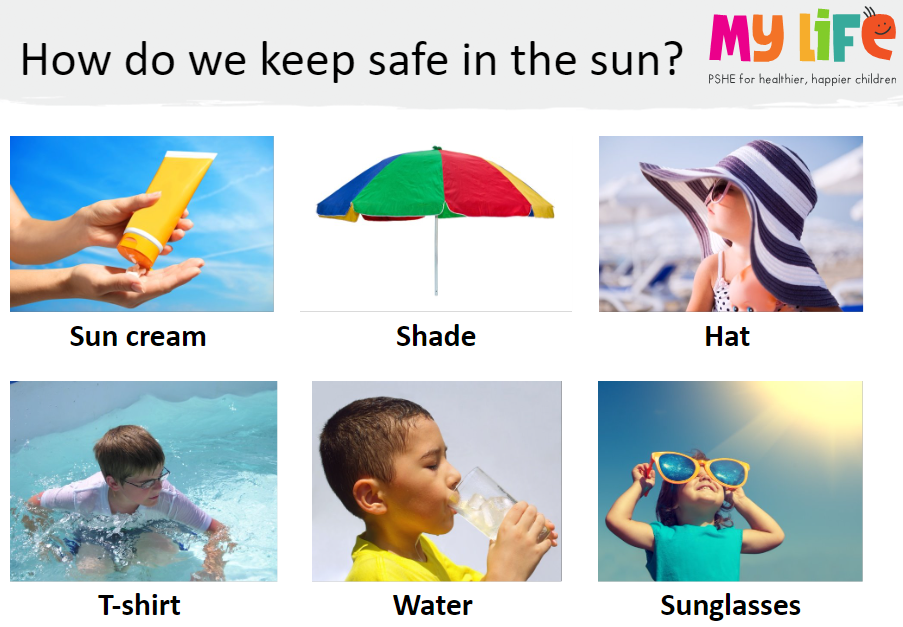 How do we keep safe in the sun?
My Life
PSHE for healthier, happier children
Sun cream
Shade
Hat
T-shirt
Water
Sunglasses